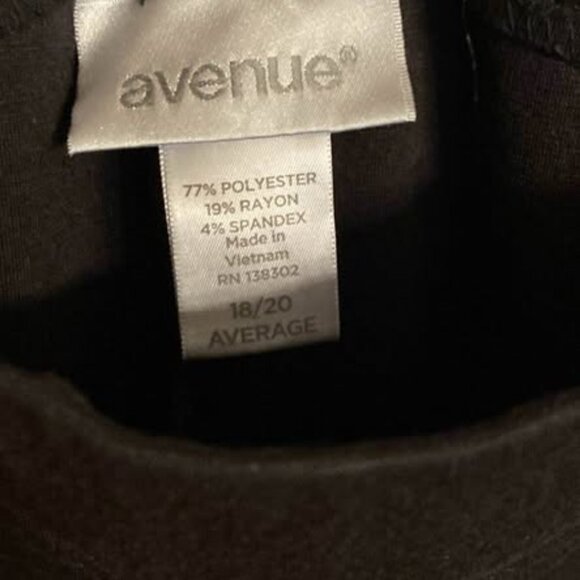 avenue®
77% POLYESTER
19% RAYON
4% SPANDEX
Made in
Vietnam
RN 138302
18/20
AVERAGE